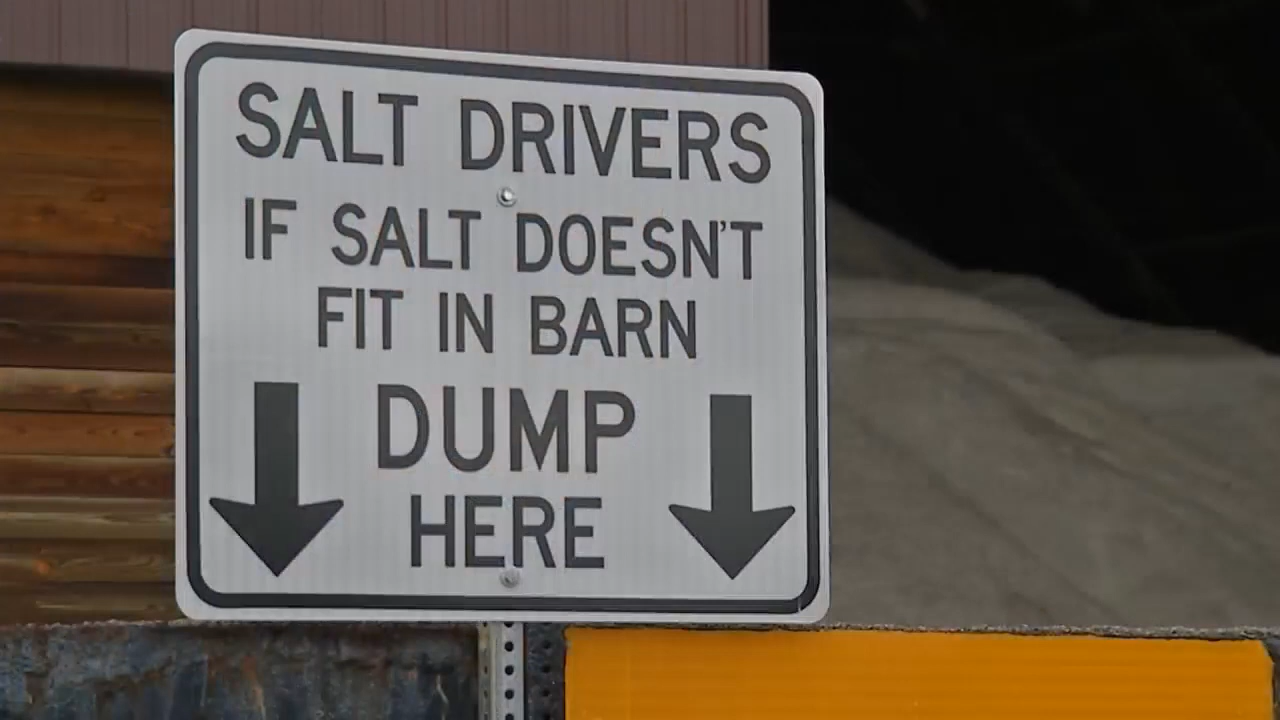 SALT DRIVERS
IF SALT DOESN'T
FIT IN BARN
DUMP
HERE